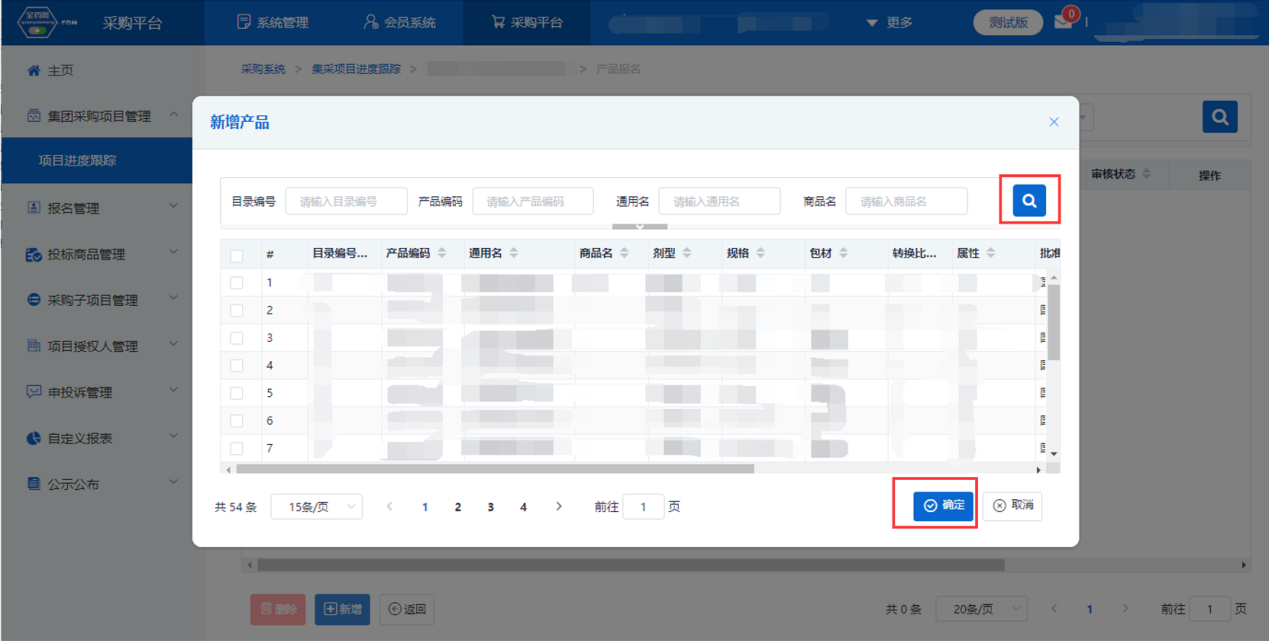 全药网 采购平台 系统管理 会员系统 采购平台 更多 测试版 0
主页
采购系统 > 集采项目进度跟踪 > > 产品报名
集团采购项目管理
项目进度跟踪
报名管理
投标商品管理
采购子项目管理
项目授权人管理
申投诉管理
自定义报表
公示公布
审核状态 操作
新增产品
目录编号 请输入目录编号 产品编码 请输入产品编码 通用名 请输入通用名 商品名 请输入商品名
# 目录编号... 产品编码 通用名 商品名 剂型 规格 包材 转换比... 属性 批准
1
2
3
4
5
6
7
共 54 条 15条/页 1 2 3 4 前往 1 页 确定 取消
删除 新增 返回 共 0 条 20条/页 1 前往 1 页